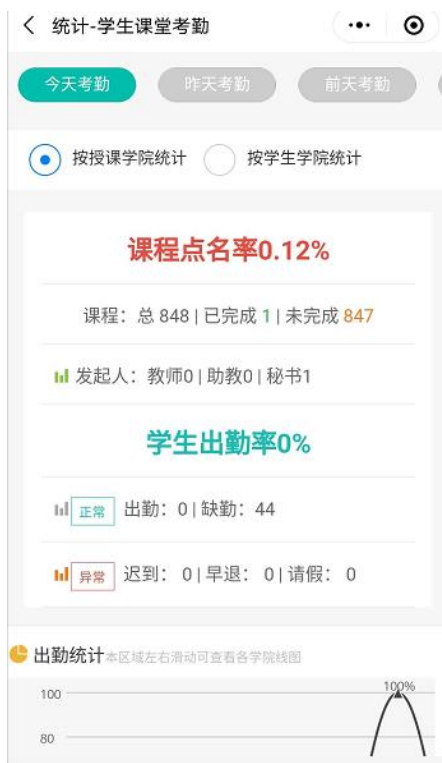 统计-学生课堂考勤
今天考勤 昨天考勤 前天考勤
按授课学院统计 按学生学院统计
课程点名率0.12%
课程：总 848 | 已完成 1 | 未完成 847
发起人：教师0 | 助教0 | 秘书1
学生出勤率0%
正常 出勤：0 | 缺勤：44
异常 迟到： 0 | 早退： 0 | 请假： 0
出勤统计 本区域左右滑动可查看各学院线图
100 100%
80